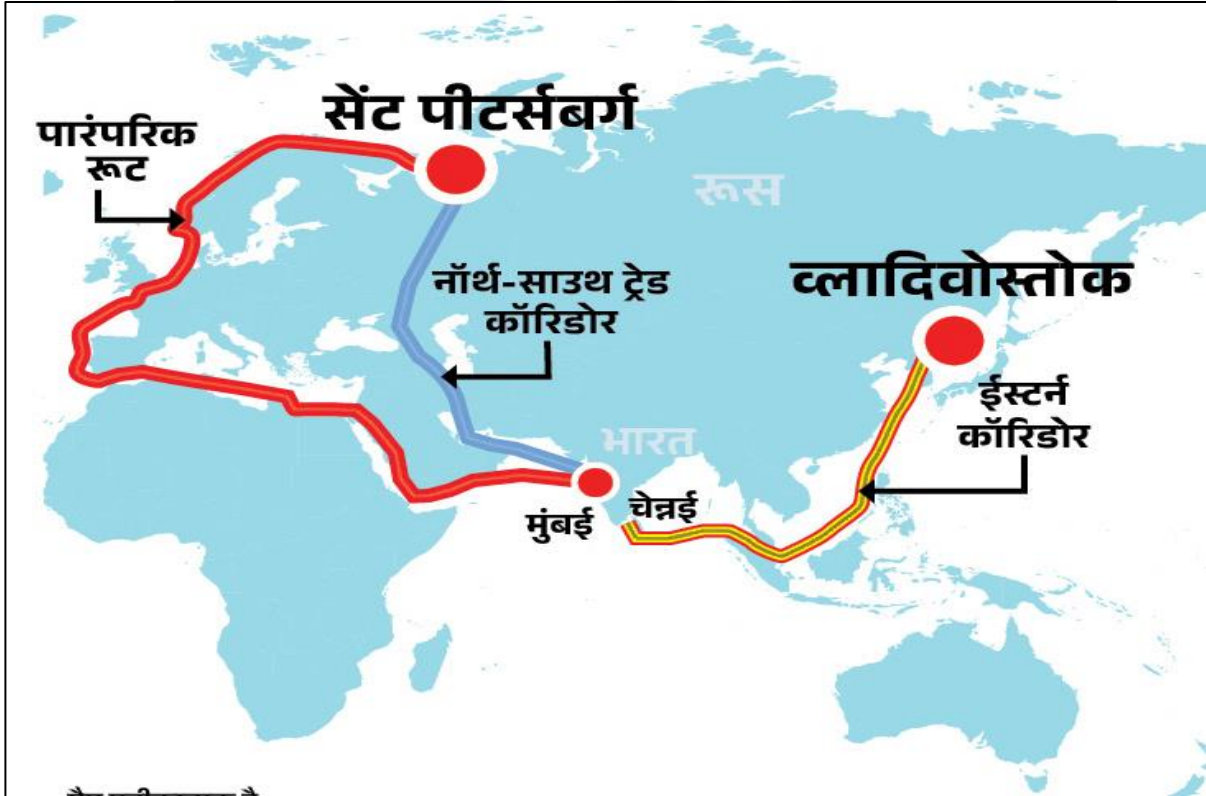 सेंट पीटर्सबर्ग
पारंपरिक
रूट
रूस
नॉर्थ-साउथ ट्रेड
कॉरिडोर
व्लादिवोस्तोक
ईस्टर्न
कॉरिडोर
भारत
मुंबई
चेन्नई